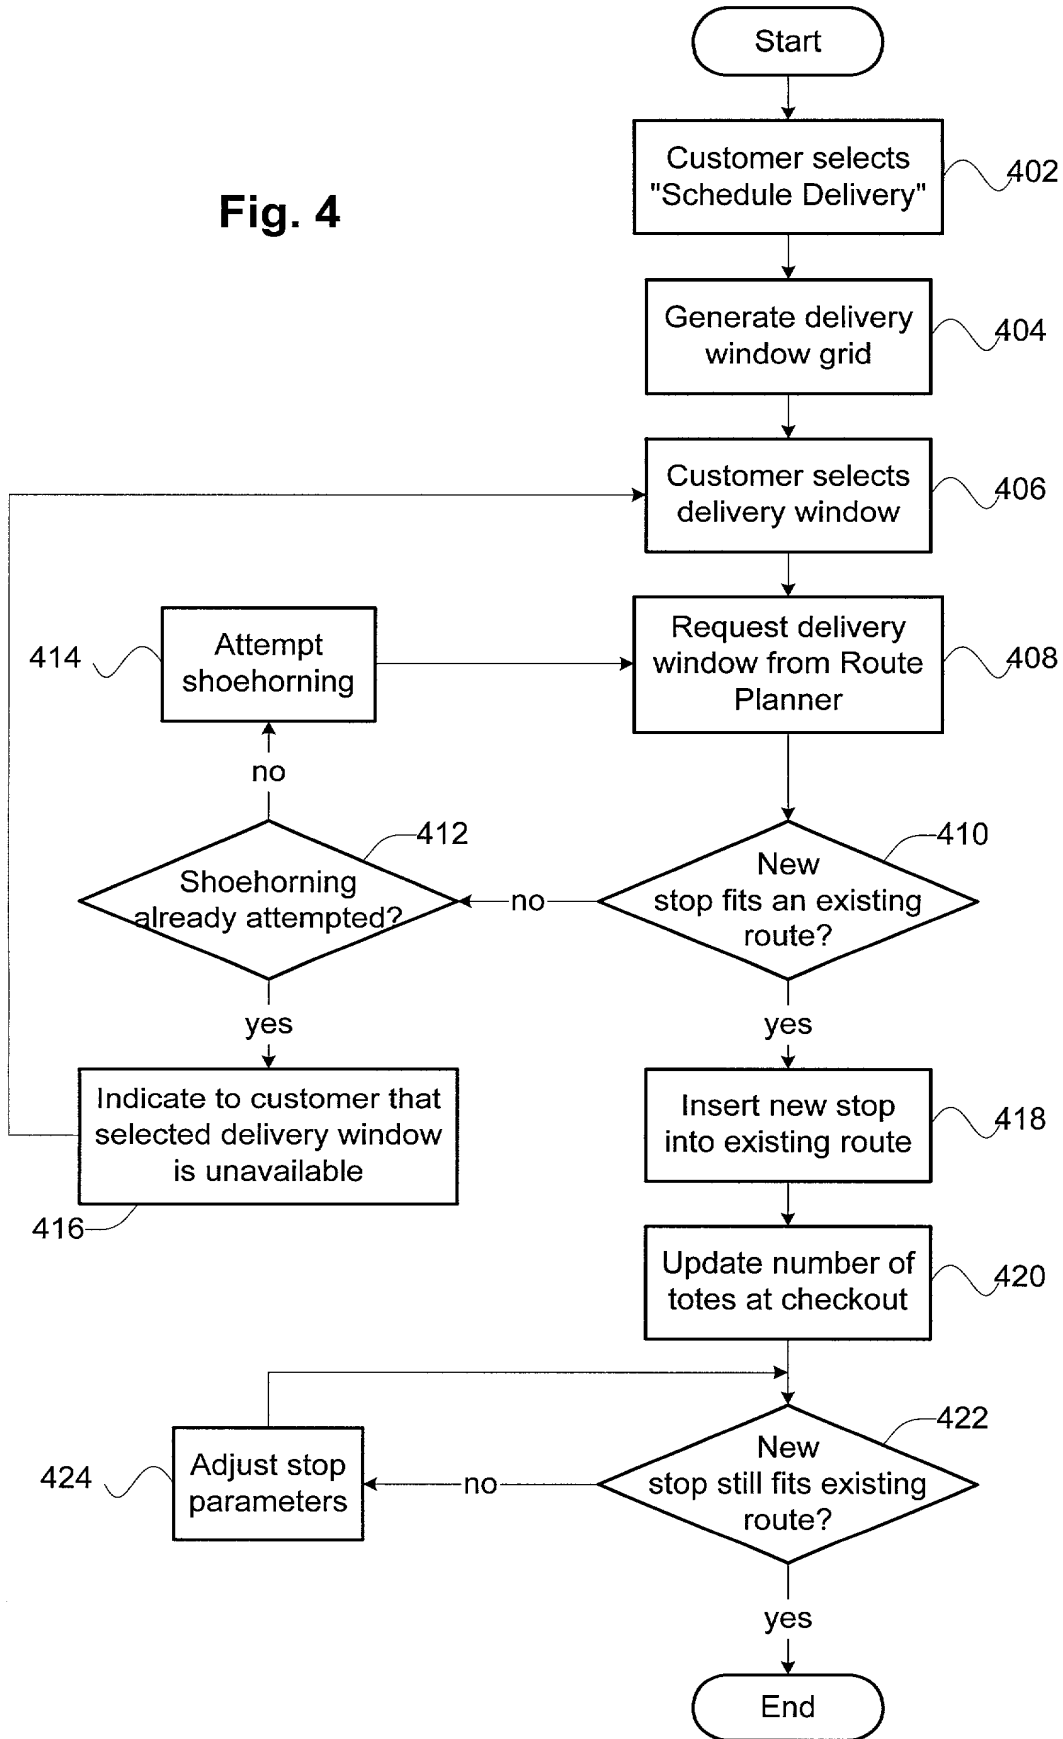 Start
Customer selects
"Schedule Delivery"
402
Fig. 4
Generate delivery
window grid
404
Customer selects
delivery window
406
Request delivery
window from Route
Planner
408
Attempt
shoehorning
414
no
412
410
Shoehorning
already attempted?
no
New
stop fits an existing
route?
yes
yes
Indicate to customer that
selected delivery window
is unavailable
416
Insert new stop
into existing route
418
Update number of
totes at checkout
420
422
424
Adjust stop
parameters
no
New
stop still fits existing
route?
yes
End